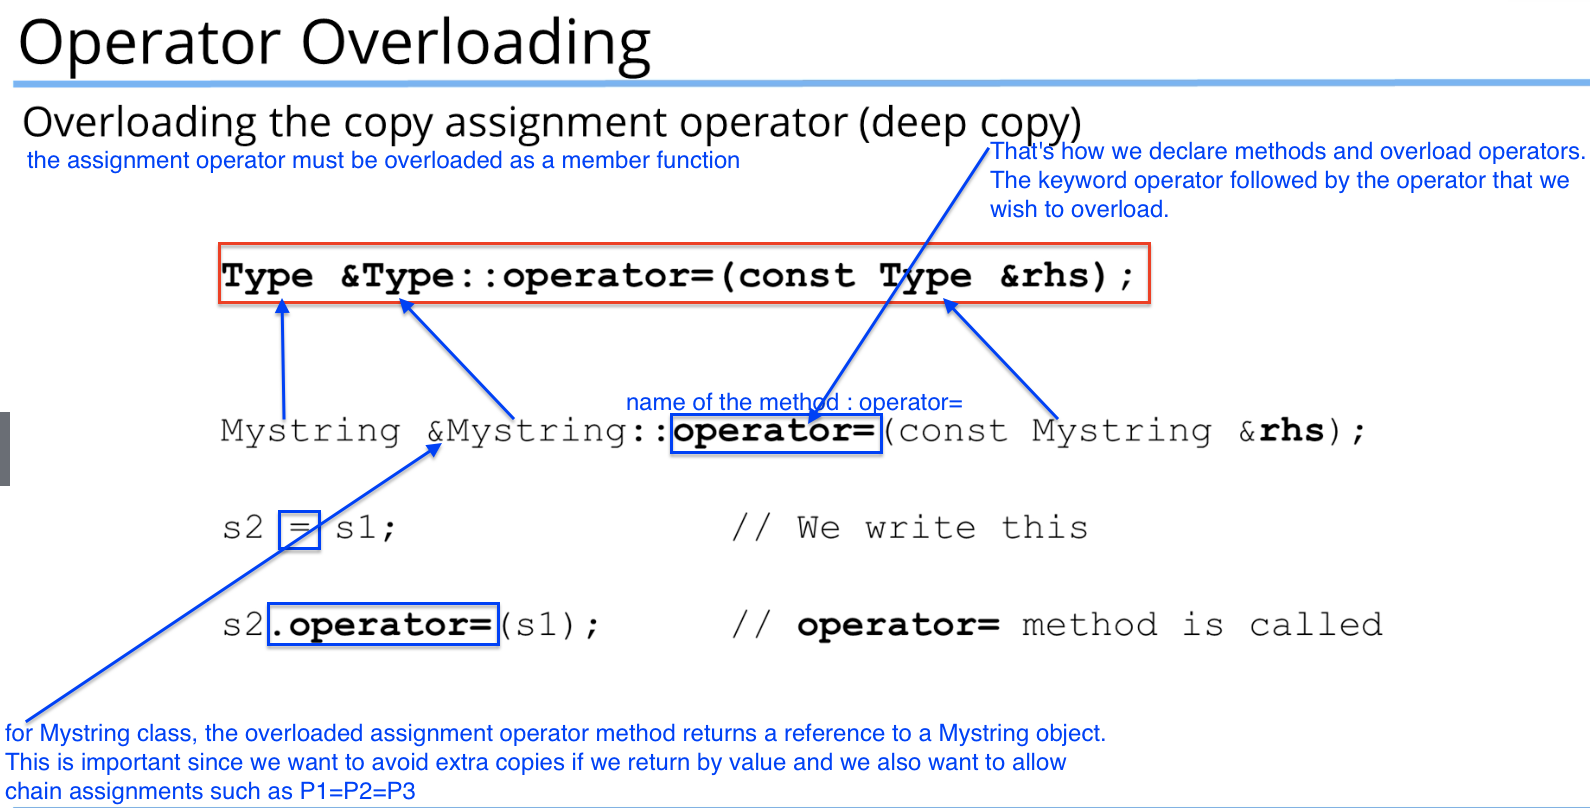 Operator Overloading
Overloading the copy assignment operator (deep copy)
the assignment operator must be overloaded as a member function
That's how we declare methods and overload operators.
The keyword operator followed by the operator that we
wish to overload.
Type &Type::operator=(const Type &rhs);
name of the method : operator=
Mystring &Mystring::operator=(const Mystring &rhs);
s2 = s1; // We write this
s2.operator=(s1); // operator= method is called
for Mystring class, the overloaded assignment operator method returns a reference to a Mystring object.
This is important since we want to avoid extra copies if we return by value and we also want to allow
chain assignments such as P1=P2=P3